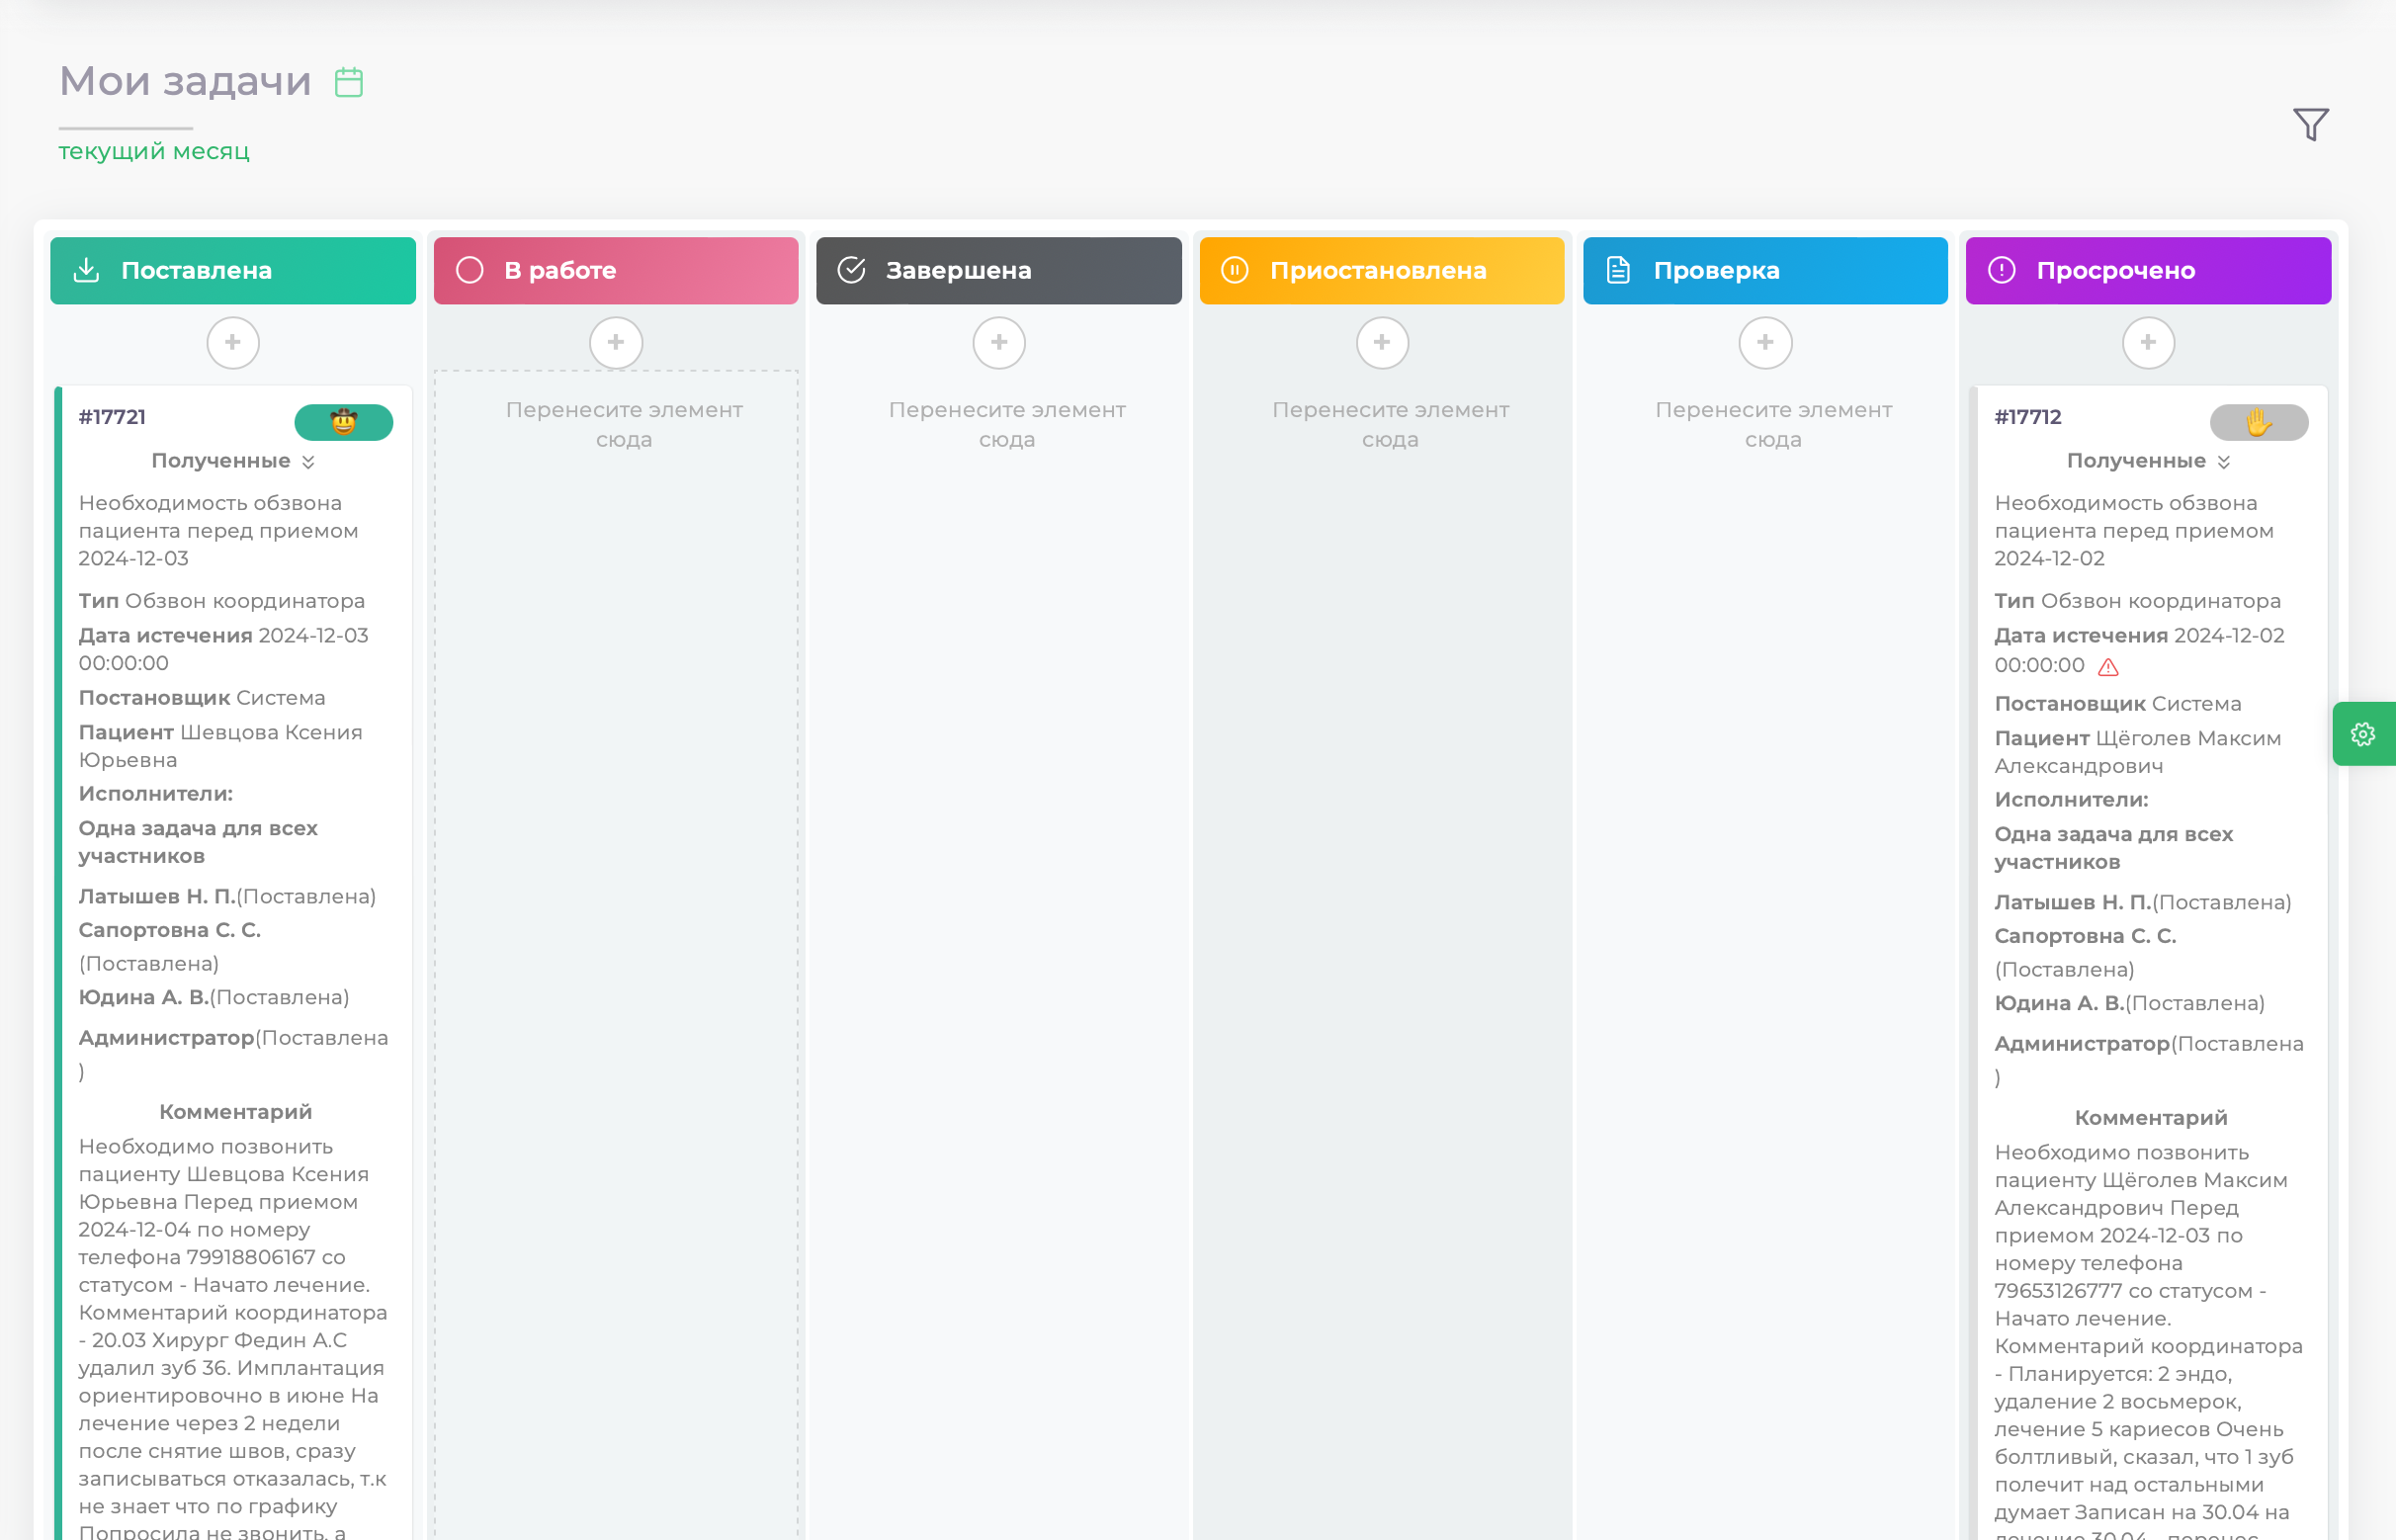 Мои задачи
текущий месяц
Поставлена
#17721
Полученные
Необходимость обзвона
пациента перед приемом
2024-12-03
Тип Обзвон координатора
Дата истечения 2024-12-03
00:00:00
Постановщик Система
Пациент Шевцова Ксения
Юрьевна
Исполнители:
Одна задача для всех
участников
Латышев Н. П.(Поставлена)
Сапортовна С. С.
(Поставлена)
Юдина А. В.(Поставлена)
Администратор(Поставлена
)
Комментарий
Необходимо позвонить
пациенту Шевцова Ксения
Юрьевна Перед приемом
2024-12-04 по номеру
телефона 79918806167 со
статусом - Начато лечение.
Комментарий координатора
- 20.03 Хирург Федин А.С
удалил зуб 36. Имплантация
ориентировочно в июне На
лечение через 2 недели
после снятие швов, сразу
записываться отказалась, т.к
не знает что по графику
Попросила не звонить, а
В работе
Перенесите элемент
сюда
Завершена
Перенесите элемент
сюда
Приостановлена
Перенесите элемент
сюда
Проверка
Перенесите элемент
сюда
Просрочено
#17712
Полученные
Необходимость обзвона
пациента перед приемом
2024-12-02
Тип Обзвон координатора
Дата истечения 2024-12-02
00:00:00
Постановщик Система
Пациент Щёголев Максим
Александрович
Исполнители:
Одна задача для всех
участников
Латышев Н. П.(Поставлена)
Сапортовна С. С.
(Поставлена)
Юдина А. В.(Поставлена)
Администратор(Поставлена
)
Комментарий
Необходимо позвонить
пациенту Щёголев Максим
Александрович Перед
приемом 2024-12-03 по
номеру телефона
79653126777 со статусом -
Начато лечение.
Комментарий координатора
- Планируется: 2 эндо,
удаление 2 восьмерок,
лечение 5 кариесов Очень
болтливый, сказал, что 1 зуб
полечит над остальными
думает Записан на 30.04 на
лечение 30.04 - перенос